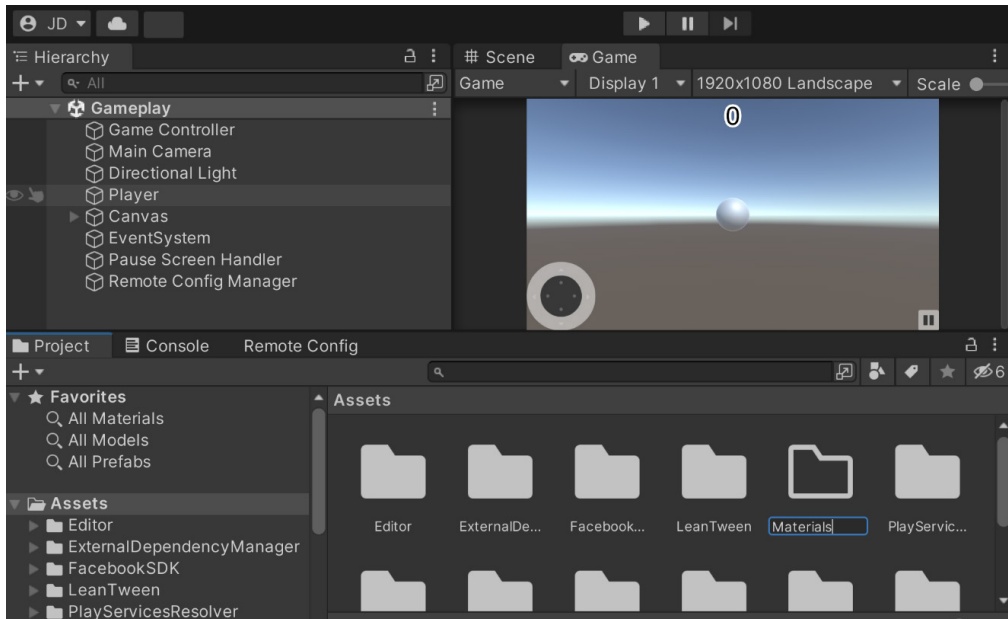 JD
Hierarchy
# Scene
Game
All
Game
Display 1
1920x1080 Landscape
Scale
Gameplay
Game Controller
Main Camera
Directional Light
Player
Canvas
EventSystem
Pause Screen Handler
Remote Config Manager
0
Project
Console
Remote Config
6
Favorites
All Materials
All Models
All Prefabs
Assets
Editor
ExternalDependencyManager
FacebookSDK
LeanTween
PlayServicesResolver
Assets
Editor
ExternalDe...
Facebook...
LeanTween
Materials
PlayServic...